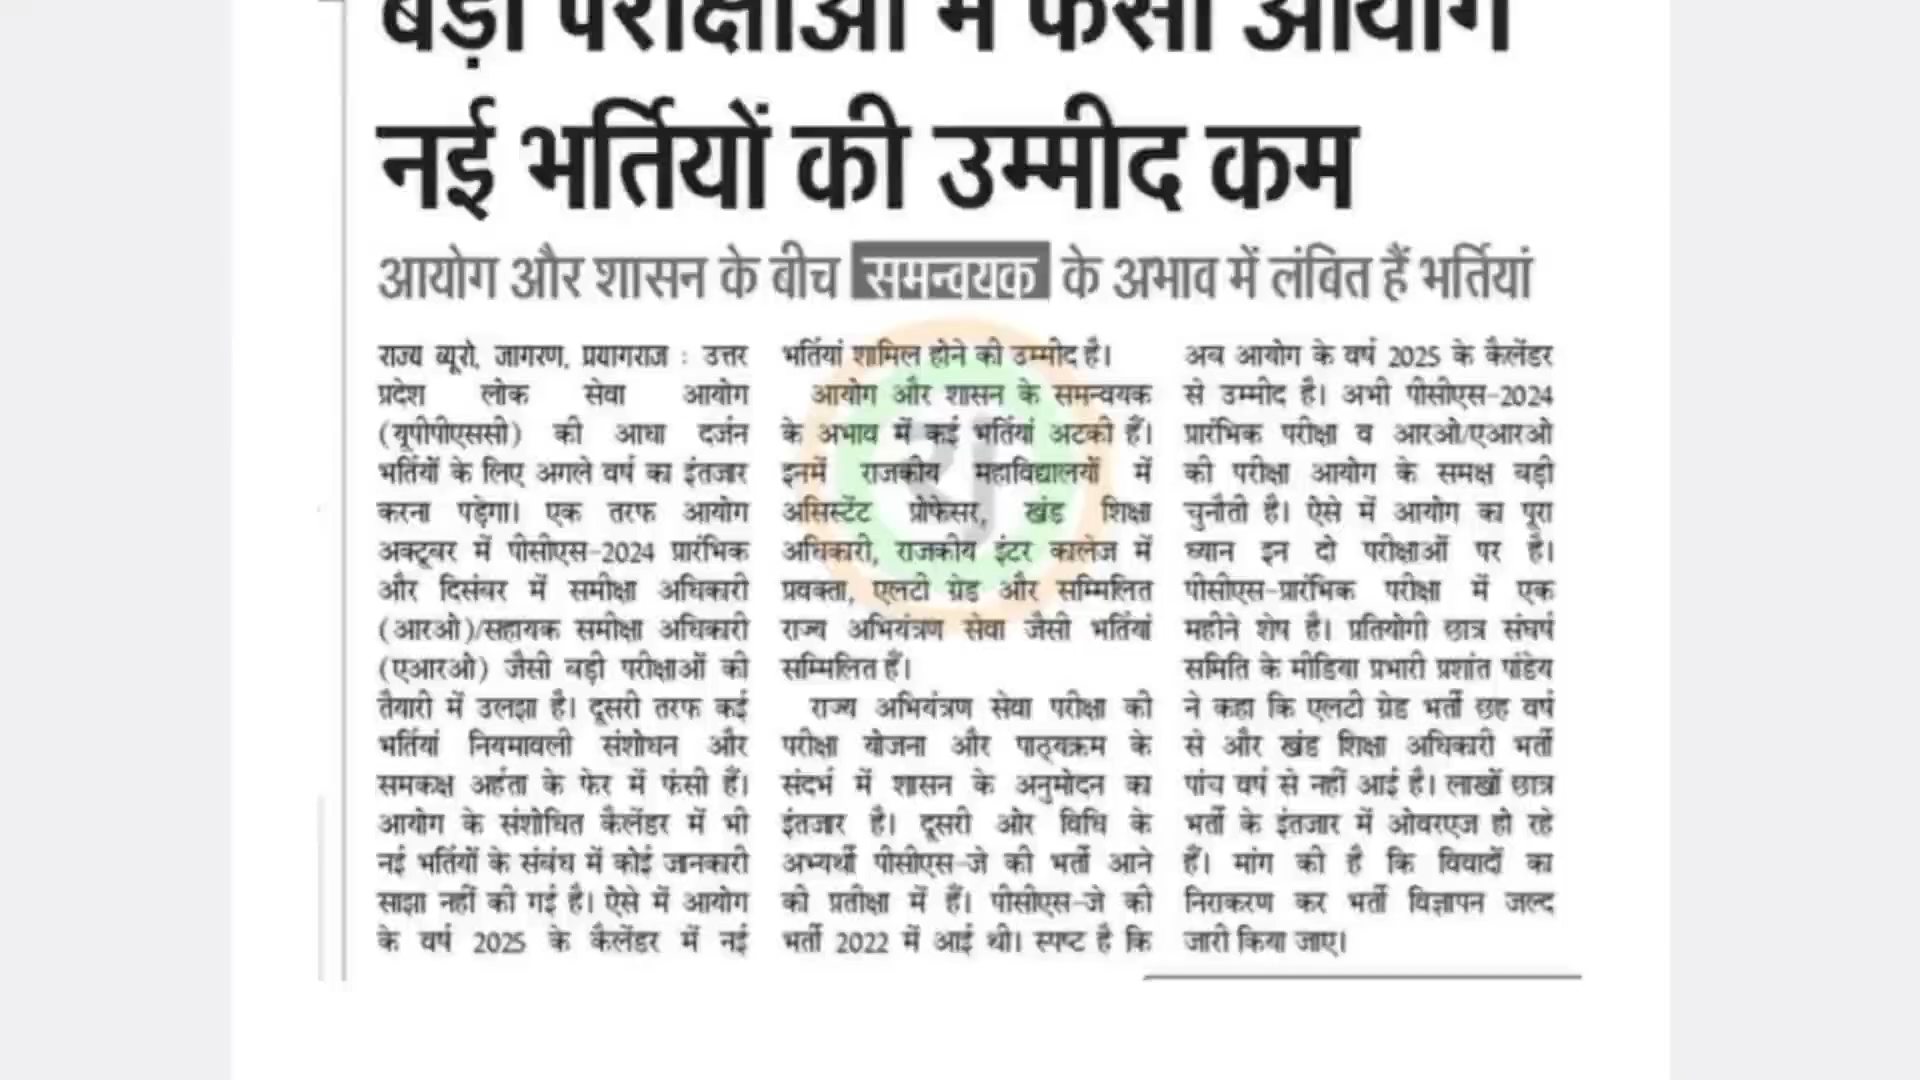 बड़ी परीक्षाओं में फंसा आयोग
नई भर्तियों की उम्मीद कम
आयोग और शासन के बीच समन्वयक के अभाव में लंबित हैं भर्तियां
राज्य ब्यूरो, जागरण, प्रयागराज : उत्तर
प्रदेश लोक सेवा आयोग
(यूपीपीएससी) की आधा दर्जन
भर्तियों के लिए अगले वर्ष का इंतजार
करना पड़ेगा। एक तरफ आयोग
अक्टूबर में पीसीएस-2024 प्रारंभिक
और दिसंबर में समीक्षा अधिकारी
(आरओ)/सहायक समीक्षा अधिकारी
(एआरओ) जैसी बड़ी परीक्षाओं की
तैयारी में उलझा है। दूसरी तरफ कई
भर्तियां नियमावली संशोधन और
समकक्ष अर्हता के फेर में फंसी हैं।
आयोग के संशोधित कैलेंडर में भी
नई भर्तियों के संबंध में कोई जानकारी
साझा नहीं की गई है। ऐसे में आयोग
के वर्ष 2025 के कैलेंडर में नई
भर्तियां शामिल होने की उम्मीद है।
आयोग और शासन के समन्वयक
के अभाव में कई भर्तियां अटकी हैं।
इनमें राजकीय महाविद्यालयों में
असिस्टेंट प्रोफेसर, खंड शिक्षा
अधिकारी, राजकीय इंटर कालेज में
प्रवक्ता, एलटी ग्रेड और सम्मिलित
राज्य अभियंत्रण सेवा जैसी भर्तियां
सम्मिलित हैं।
राज्य अभियंत्रण सेवा परीक्षा की
परीक्षा योजना और पाठ्यक्रम के
संदर्भ में शासन के अनुमोदन का
इंतजार है। दूसरी ओर विधि के
अभ्यर्थी पीसीएस-जे की भर्ती आने
की प्रतीक्षा में हैं। पीसीएस-जे की
भर्ती 2022 में आई थी। स्पष्ट है कि
अब आयोग के वर्ष 2025 के कैलेंडर
से उम्मीद है। अभी पीसीएस-2024
प्रारंभिक परीक्षा व आरओ/एआरओ
की परीक्षा आयोग के समक्ष बड़ी
चुनौती है। ऐसे में आयोग का पूरा
ध्यान इन दो परीक्षाओं पर है।
पीसीएस-प्रारंभिक परीक्षा में एक
महीने शेष है। प्रतियोगी छात्र संघर्ष
समिति के मीडिया प्रभारी प्रशांत पांडेय
ने कहा कि एलटी ग्रेड भर्ती छह वर्ष
से और खंड शिक्षा अधिकारी भर्ती
पांच वर्ष से नहीं आई है। लाखों छात्र
भर्ती के इंतजार में ओवरएज हो रहे
हैं। मांग की है कि विवादों का
निराकरण कर भर्ती विज्ञापन जल्द
जारी किया जाए।